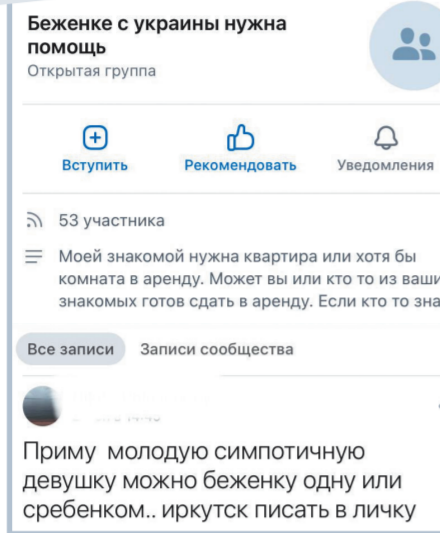 Беженке с украины нужна
помощь
Открытая группа
Вступить
Рекомендовать
Уведомления
53 участника
Моей знакомой нужна квартира или хотя бы
комната в аренду. Может вы или кто то из ваши
знакомых готов сдать в аренду. Если кто то зна
Все записи Записи сообщества
Приму молодую симпотичную
девушку можно беженку одну или
сребенком.. иркутск писать в личку